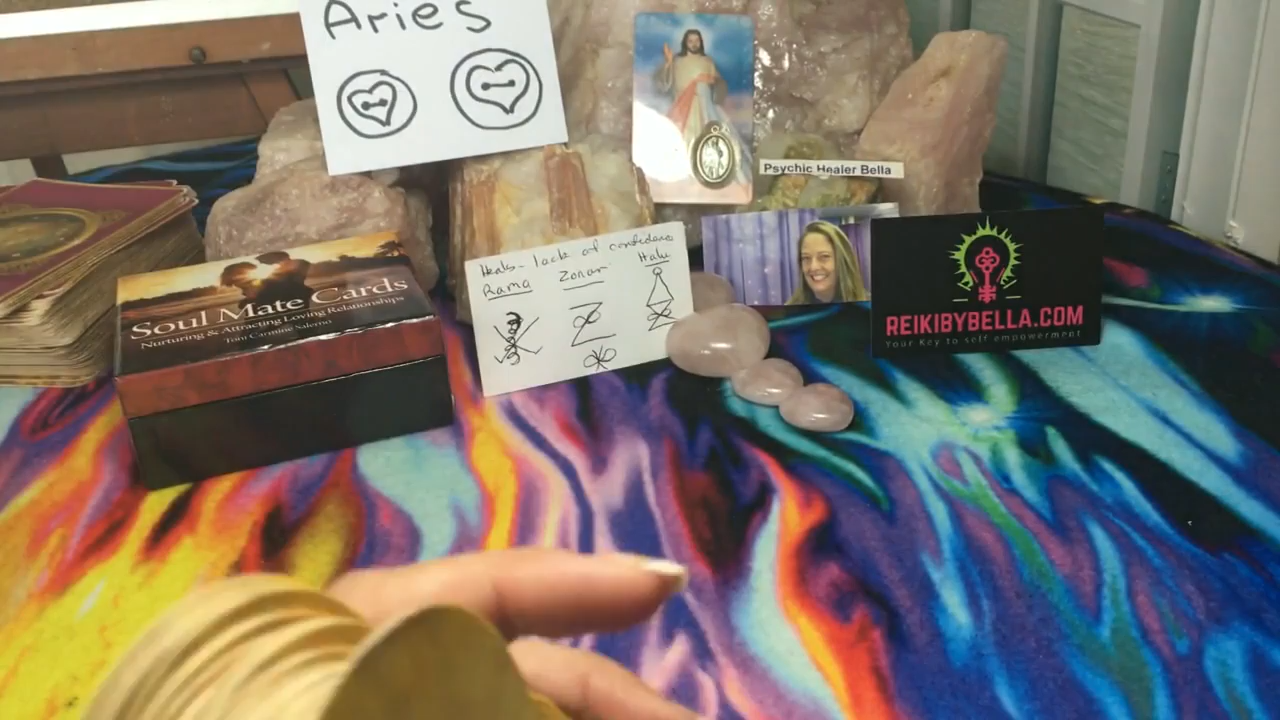 Aries
Psychic Healer Bella
Heals - lack of confidence
Rama Zonar Halu
Soul Mate Cards
Nurturing & Attracting Loving Relationships
Toni Carmine Salerno
REIKIBYBELLA.COM
Your Key to self empowerment